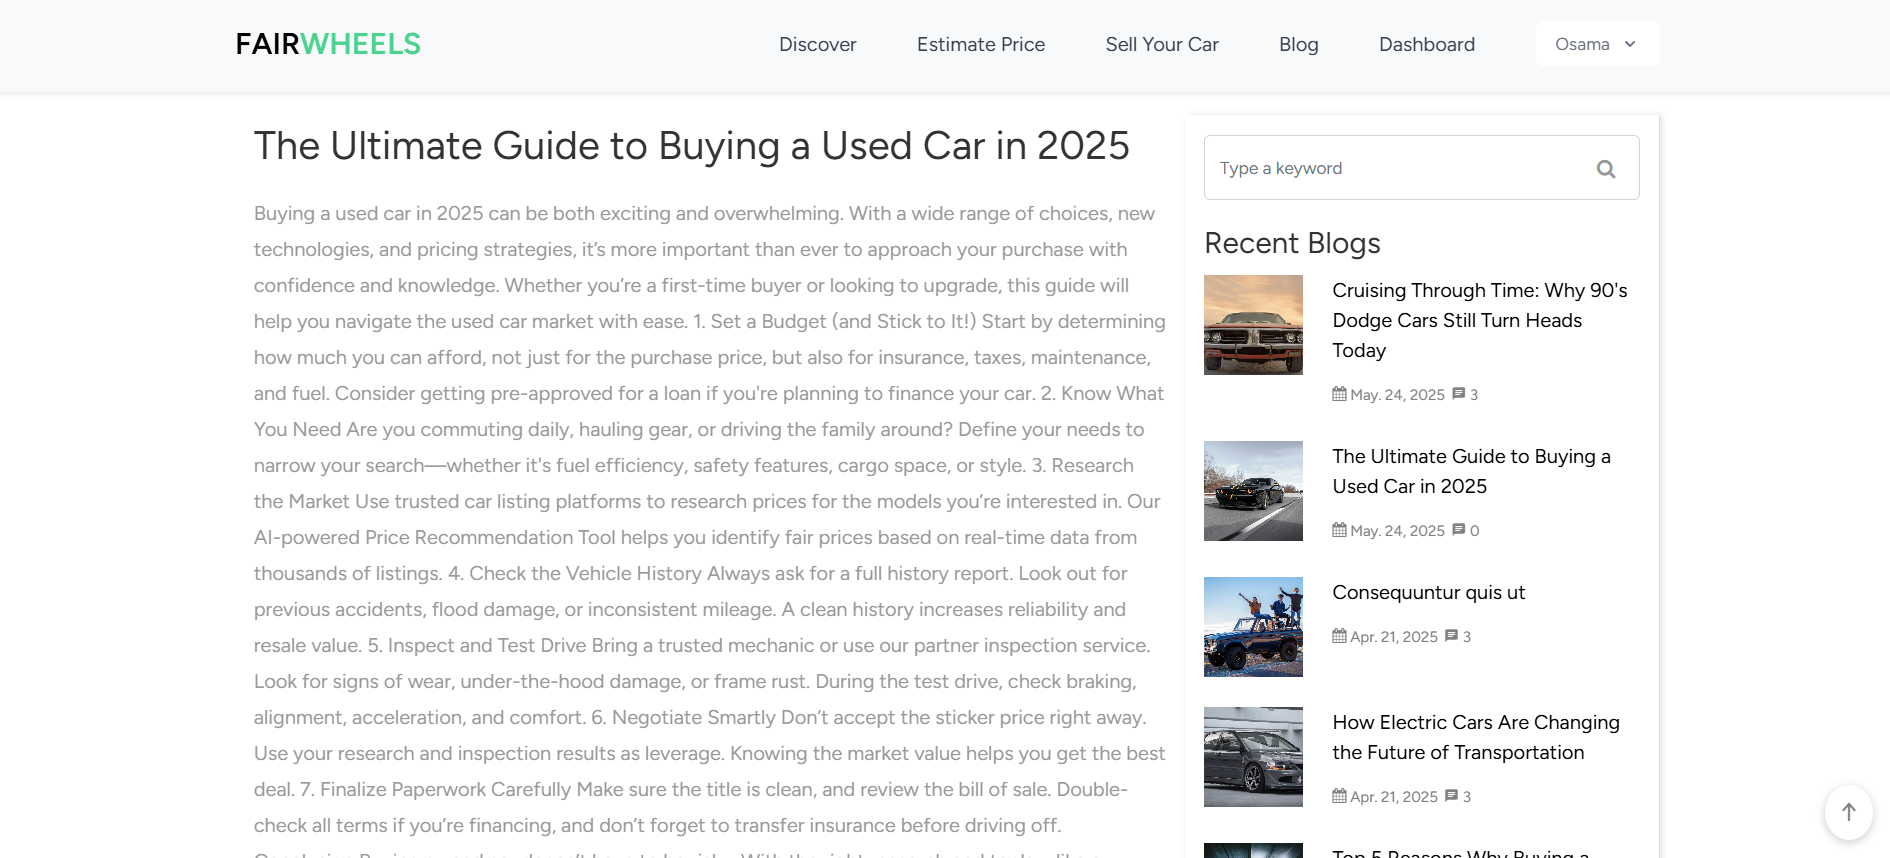 FAIRWHEELS
Discover
Estimate Price
Sell Your Car
Blog
Dashboard
Osama
The Ultimate Guide to Buying a Used Car in 2025
Buying a used car in 2025 can be both exciting and overwhelming. With a wide range of choices, new
technologies, and pricing strategies, it’s more important than ever to approach your purchase with
confidence and knowledge. Whether you’re a first-time buyer or looking to upgrade, this guide will
help you navigate the used car market with ease. 1. Set a Budget (and Stick to It!) Start by determining
how much you can afford, not just for the purchase price, but also for insurance, taxes, maintenance,
and fuel. Consider getting pre-approved for a loan if you're planning to finance your car. 2. Know What
You Need Are you commuting daily, hauling gear, or driving the family around? Define your needs to
narrow your search—whether it's fuel efficiency, safety features, cargo space, or style. 3. Research
the Market Use trusted car listing platforms to research prices for the models you’re interested in. Our
AI-powered Price Recommendation Tool helps you identify fair prices based on real-time data from
thousands of listings. 4. Check the Vehicle History Always ask for a full history report. Look out for
previous accidents, flood damage, or inconsistent mileage. A clean history increases reliability and
resale value. 5. Inspect and Test Drive Bring a trusted mechanic or use our partner inspection service.
Look for signs of wear, under-the-hood damage, or frame rust. During the test drive, check braking,
alignment, acceleration, and comfort. 6. Negotiate Smartly Don’t accept the sticker price right away.
Use your research and inspection results as leverage. Knowing the market value helps you get the best
deal. 7. Finalize Paperwork Carefully Make sure the title is clean, and review the bill of sale. Double-
check all terms if you’re financing, and don’t forget to transfer insurance before driving off.
Type a keyword
Recent Blogs
Cruising Through Time: Why 90's
Dodge Cars Still Turn Heads
Today
May. 24, 2025 3
The Ultimate Guide to Buying a
Used Car in 2025
May. 24, 2025 0
Consequuntur quis ut
Apr. 21, 2025 3
How Electric Cars Are Changing
the Future of Transportation
Apr. 21, 2025 3
Top 5 Reasons Why Buying a